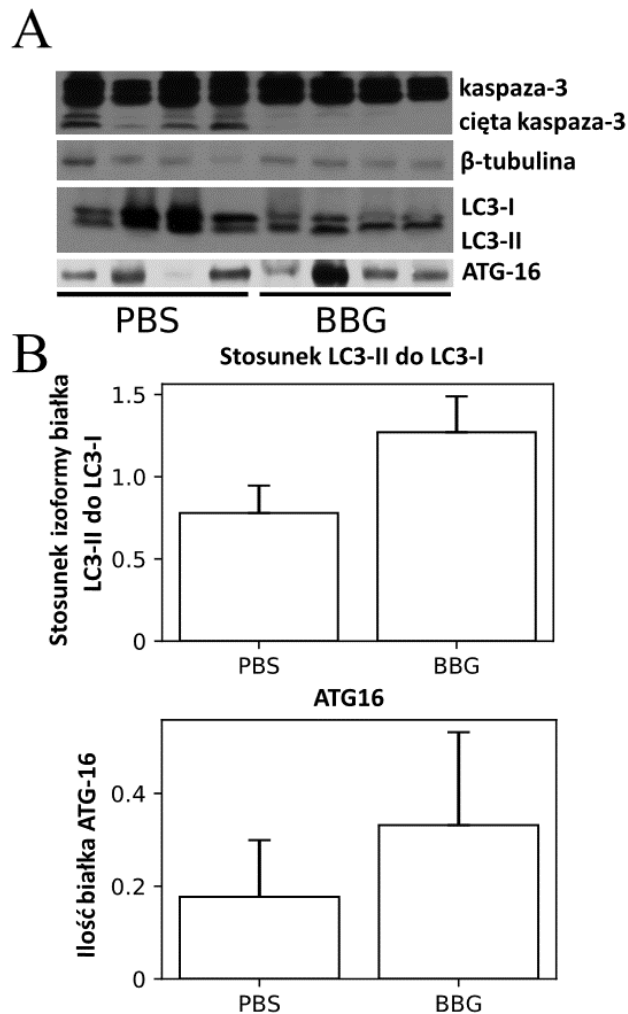 A
kaspaza-3
cięta kaspaza-3
β-tubulina
LC3-I
LC3-II
ATG-16
PBS BBG
B
Stosunek LC3-II do LC3-I
Stosunek izoformy białka
LC3-II do LC3-I
1.5
1.0
0.5
0
PBS BBG
ATG16
Ilość białka ATG-16
0.4
0.2
0
PBS BBG